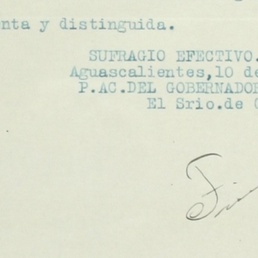 nta y distinguida.
SUFRAGIO EFECTIVO.
Aguascalientes,10 de
P.AC.DEL GOBERNADOR
El Srio.de G